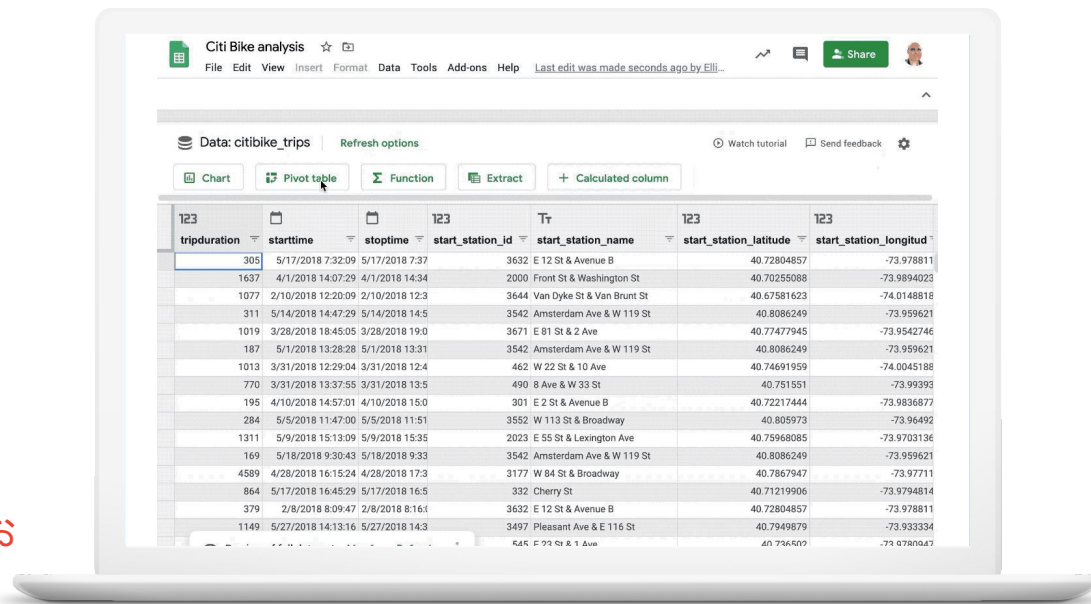 Citi Bike analysis
File Edit View Insert Format Data Tools Add-ons Help Last edit was made seconds ago by Elli...
Share
Data: citibike_trips Refresh options
Watch tutorial Send feedback
Chart Pivot table Σ Function Extract + Calculated column
123 123 Tт 123 123
tripduration starttime stoptime start_station_id start_station_name start_station_latitude start_station_longitud
305 5/17/2018 7:32:09 5/17/2018 7:37 3632 E 12 St & Avenue B 40.72804857 -73.978811
1637 4/1/2018 14:07:29 4/1/2018 14:34 2000 Front St & Washington St 40.70255088 -73.9894023
1077 2/10/2018 12:20:09 2/10/2018 12:3 3644 Van Dyke St & Van Brunt St 40.67581623 -74.0148818
311 5/14/2018 14:47:29 5/14/2018 14:5 3542 Amsterdam Ave & W 119 St 40.8086249 -73.959621
1019 3/28/2018 18:45:05 3/28/2018 19:0 3671 E 81 St & 2 Ave 40.77477945 -73.9542746
187 5/1/2018 13:28:28 5/1/2018 13:31 3542 Amsterdam Ave & W 119 St 40.8086249 -73.959621
1013 3/31/2018 12:29:04 3/31/2018 12:4 462 W 22 St & 10 Ave 40.74691959 -74.0045188
770 3/31/2018 13:37:55 3/31/2018 13:5 490 8 Ave & W 33 St 40.751551 -73.99393
195 4/10/2018 14:57:01 4/10/2018 15:0 301 E 2 St & Avenue B 40.72217444 -73.9836877
284 5/5/2018 11:47:00 5/5/2018 11:51 3552 W 113 St & Broadway 40.805973 -73.96492
1311 5/9/2018 15:13:09 5/9/2018 15:35 2023 E 55 St & Lexington Ave 40.75968085 -73.9703136
169 5/18/2018 9:30:43 5/18/2018 9:33 3542 Amsterdam Ave & W 119 St 40.8086249 -73.959621
4589 4/28/2018 16:15:24 4/28/2018 17:3 3177 W 84 St & Broadway 40.7867947 -73.97711
864 5/17/2018 16:45:29 5/17/2018 16:5 332 Cherry St 40.71219906 -73.9794814
379 2/8/2018 8:09:47 2/8/2018 8:16:0 3632 E 12 St & Avenue B 40.72804857 -73.978811
1149 5/27/2018 14:13:16 5/27/2018 14:3 3497 Pleasant Ave & E 116 St 40.7949879 -73.933334
545 E 23 St & 1 Ave 40.736502 -73.9780947